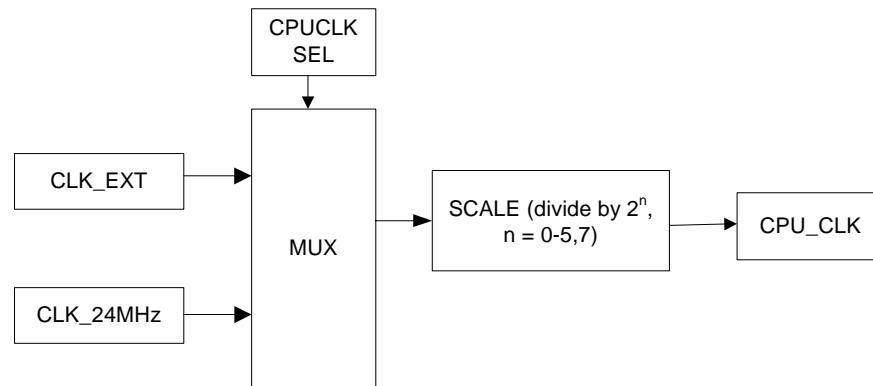 CPUCLK
SEL
CLK_EXT
MUX
CLK_24MHz
SCALE (divide by 2ⁿ,
n = 0-5,7)
CPU_CLK